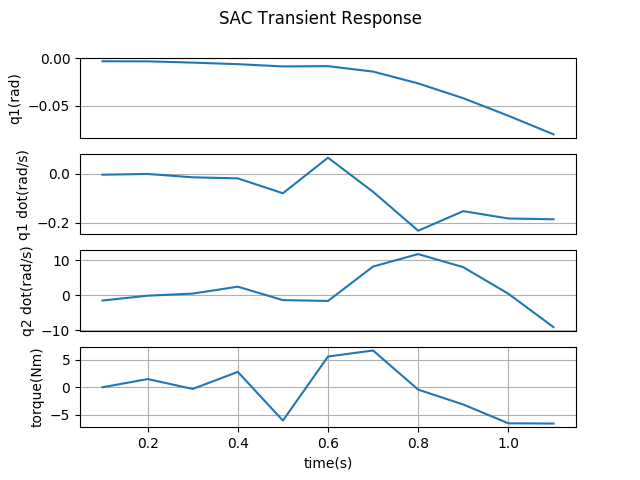 SAC Transient Response
0.00
−0.05
q1(rad)
0.0
−0.2
q1 dot(rad/s)
10
0
−10
q2 dot(rad/s)
5
0
−5
torque(Nm)
0.2 0.4 0.6 0.8 1.0
time(s)